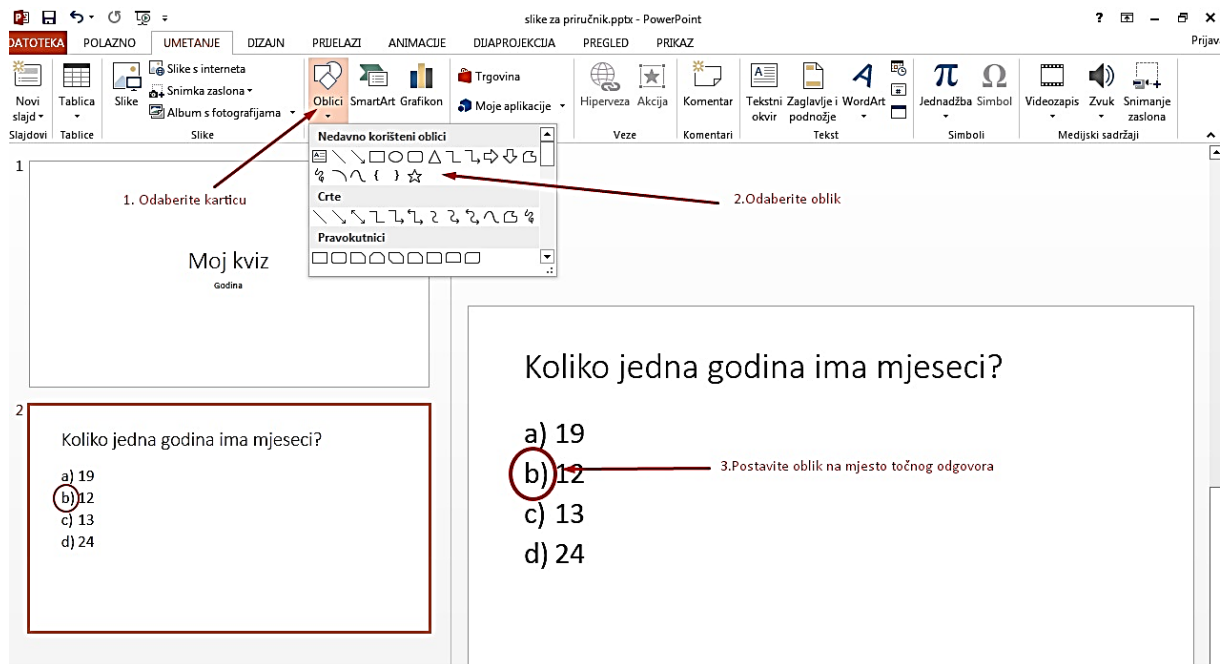 slike za priručnik.pptx - PowerPoint
?
DATOTEKA POLAZNO UMETANJE DIZAJN PRIJELAZI ANIMACIJE DIJAPROJEKCIJA PREGLED PRIKAZ
Prijav
Novi slajd
Slajdovi
Tablica
Tablice
Slike
Slike s interneta
Snimka zaslona
Album s fotografijama
Slike
Oblici
SmartArt
Grafikon
Trgovina
Moje aplikacije
Hiperveza
Akcija
Veze
Komentar
Komentari
Tekstni okvir
Zaglavlje i podnožje
WordArt
Tekst
π
Jednadžba
Ω
Simbol
Simboli
Videozapis
Zvuk
Snimanje zaslona
Medijski sadržaji
Nedavno korišteni oblici
Crte
Pravokutnici
1. Odaberite karticu
2.Odaberite oblik
1
Moj kviz
Godina
2
Koliko jedna godina ima mjeseci?
a) 19
b) 12
c) 13
d) 24
Koliko jedna godina ima mjeseci?
a) 19
b) 12
c) 13
d) 24
3.Postavite oblik na mjesto točnog odgovora